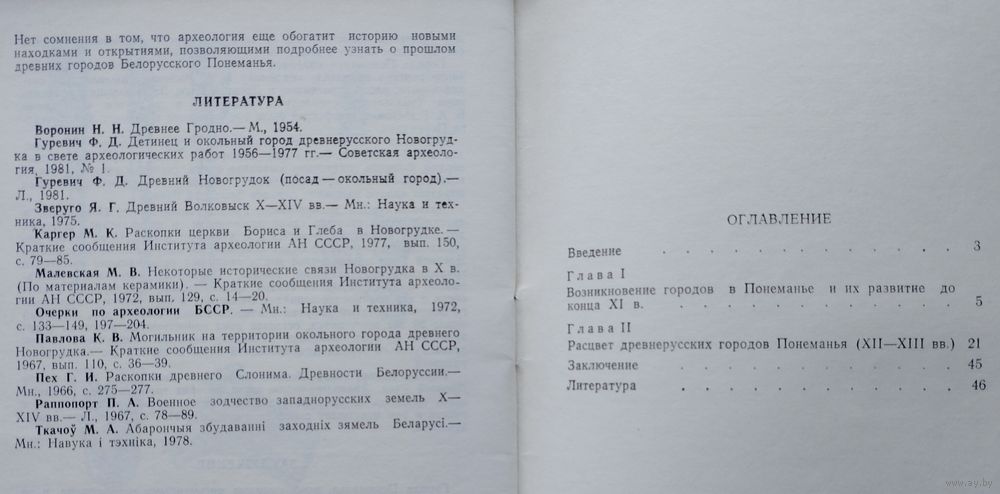 Нет сомнения в том, что археология еще обогатит историю новыми
находками и открытиями, позволяющими подробнее узнать о прошлом
древних городов Белорусского Понеманья.
ЛИТЕРАТУРА
Воронин Н. Н. Древнее Гродно.— М., 1954.
Гуревич Ф. Д. Детинец и окольный город древнерусского Новогруд-
ка в свете археологических работ 1956—1977 гг.— Советская археоло-
гия, 1981, № 1.
Гуревич Ф. Д. Древний Новогрудок (посад — окольный город).—
Л., 1981.
Зверуго Я. Г. Древний Волковыск X—XIV вв.— Мн.: Наука и тех-
ника, 1975.
Каргер М. К. Раскопки церкви Бориса и Глеба в Новогрудке. —
Краткие сообщения Института археологии АН СССР, 1977, вып. 150,
с. 79—85.
Малевская М. В. Некоторые исторические связи Новогрудка в X в.
(По материалам керамики). — Краткие сообщения Института археоло-
гии АН СССР, 1972, вып. 129, с. 14—20.
Очерки по археологии БССР. — Мн.: Наука и техника, 1972,
с. 133—149, 197—204.
Павлова К. В. Могильник на территории окольного города древнего
Новогрудка.— Краткие сообщения Института археологии АН СССР,
1967, вып. 110, с. 36—39.
Пех Г. И. Раскопки древнего Слонима. Древности Белоруссии.—
Мн., 1966, с. 275—277.
Раппопорт П. А. Военное зодчество западнорусских земель X—
XIV вв.— Л., 1967, с. 78—89.
Ткачоў М. А. Абарончыя збудаванні заходніх зямель Беларусі.—
Мн.: Навука і тэхніка, 1978.
ОГЛАВЛЕНИЕ
Введение . . . . . . . . . . . . . . 3
Глава I
Возникновение городов в Понеманье и их развитие до
конца XI в. . . . . . . . . . . . . . 5
Глава II
Расцвет древнерусских городов Понеманья (XII—XIII вв.) 21
Заключение . . . . . . . . . . . . . 45
Литература . . . . . . . . . . . . . 46
www.ay.by